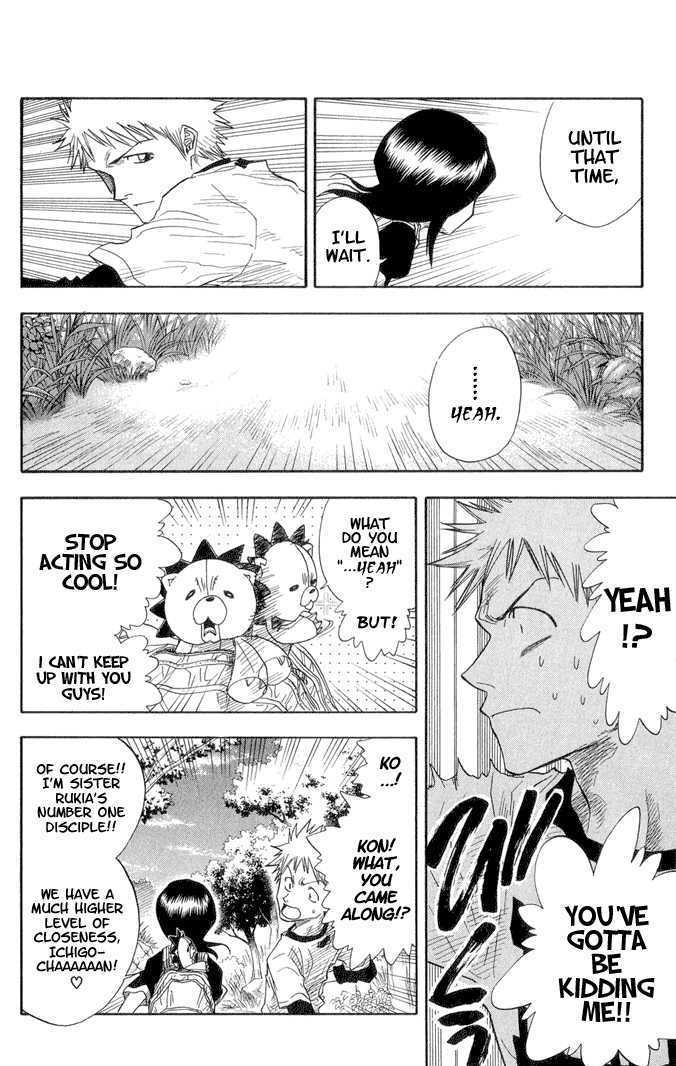 UNTIL
THAT
TIME,
I'LL
WAIT.
......
YEAH.
YEAH
!?
YOU'VE
GOTTA
BE
KIDDING
ME!!
WHAT
DO YOU
MEAN
"...YEAH"
?
BUT!
STOP
ACTING SO
COOL!
I CAN'T KEEP
UP WITH YOU
GUYS!
KO
...!
KON!
WHAT,
YOU
CAME
ALONG!?
OF COURSE!!
I'M SISTER
RUKIA'S
NUMBER ONE
DISCIPLE!!
WE HAVE A
MUCH HIGHER
LEVEL OF
CLOSENESS,
ICHIGO-
CHAAAAAAN!
♡